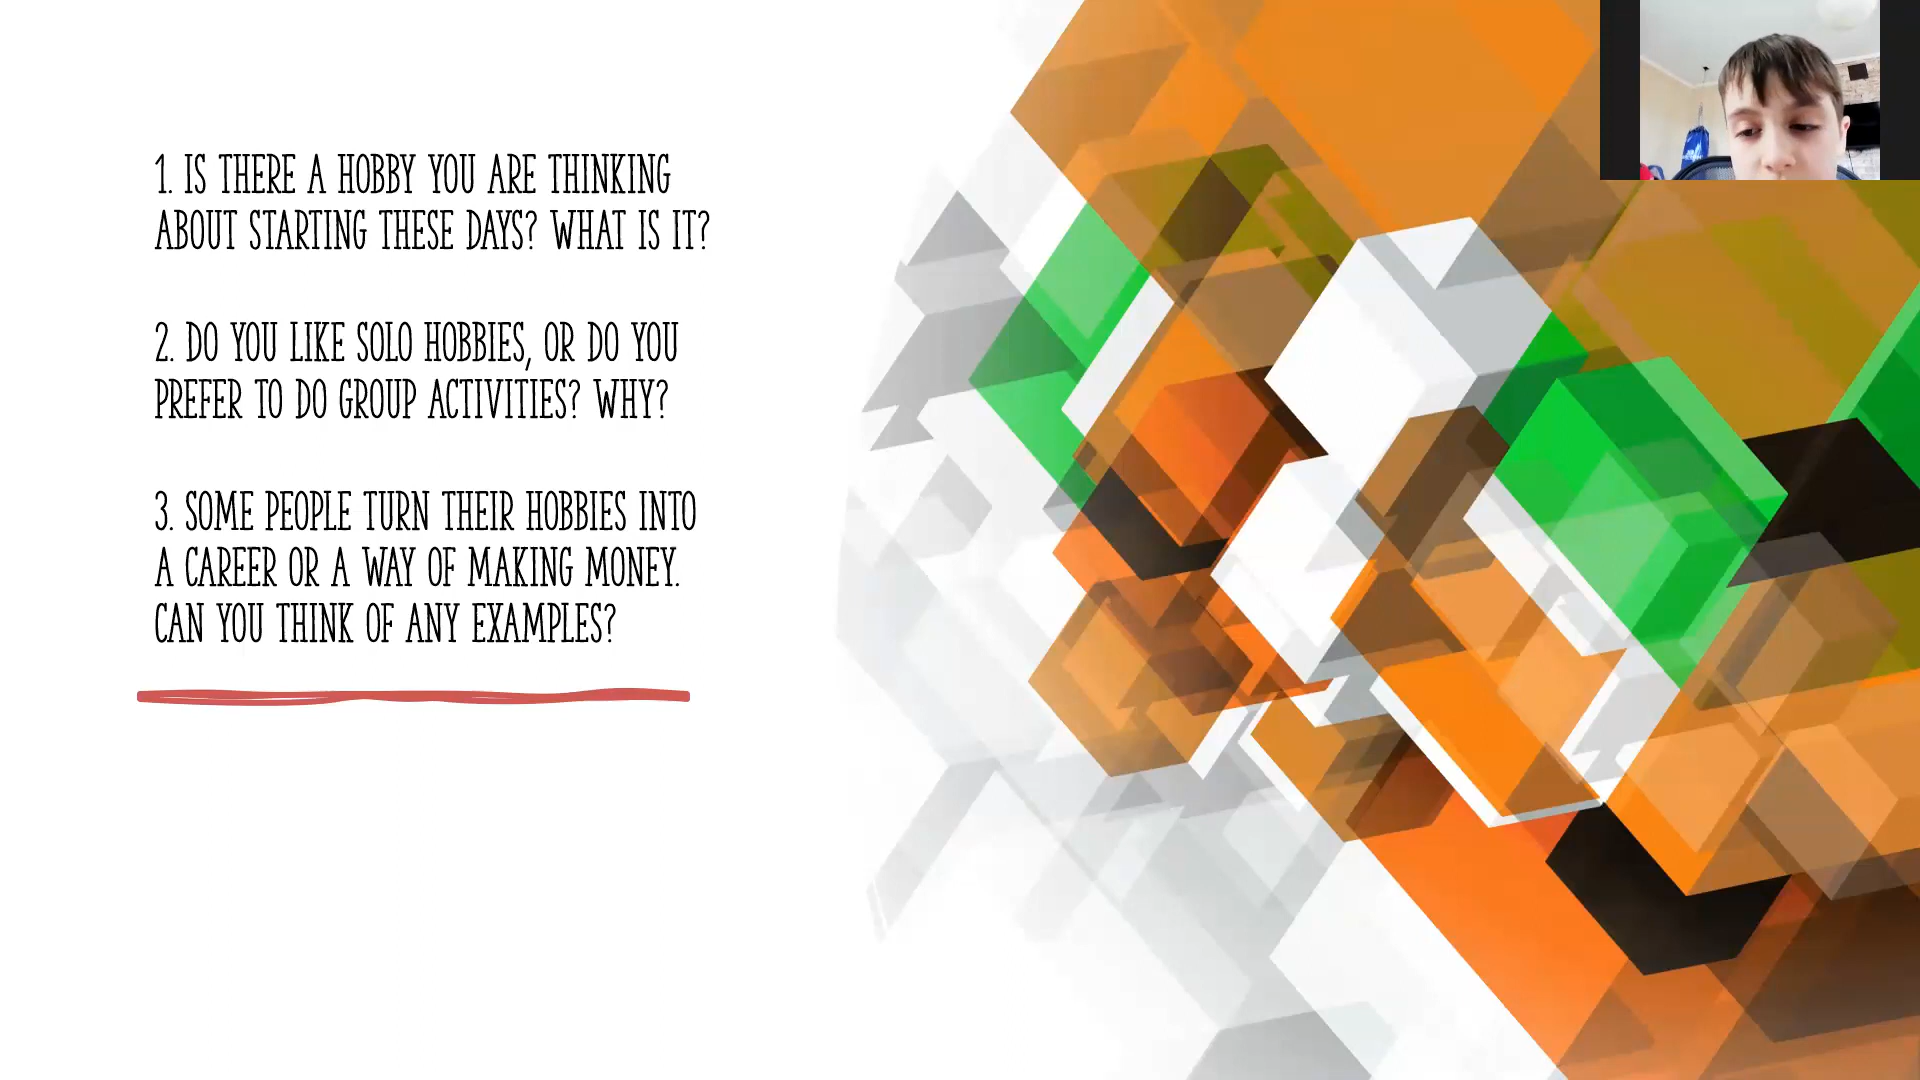 1. IS THERE A HOBBY YOU ARE THINKING
ABOUT STARTING THESE DAYS? WHAT IS IT?
2. DO YOU LIKE SOLO HOBBIES, OR DO YOU
PREFER TO DO GROUP ACTIVITIES? WHY?
3. SOME PEOPLE TURN THEIR HOBBIES INTO
A CAREER OR A WAY OF MAKING MONEY.
CAN YOU THINK OF ANY EXAMPLES?